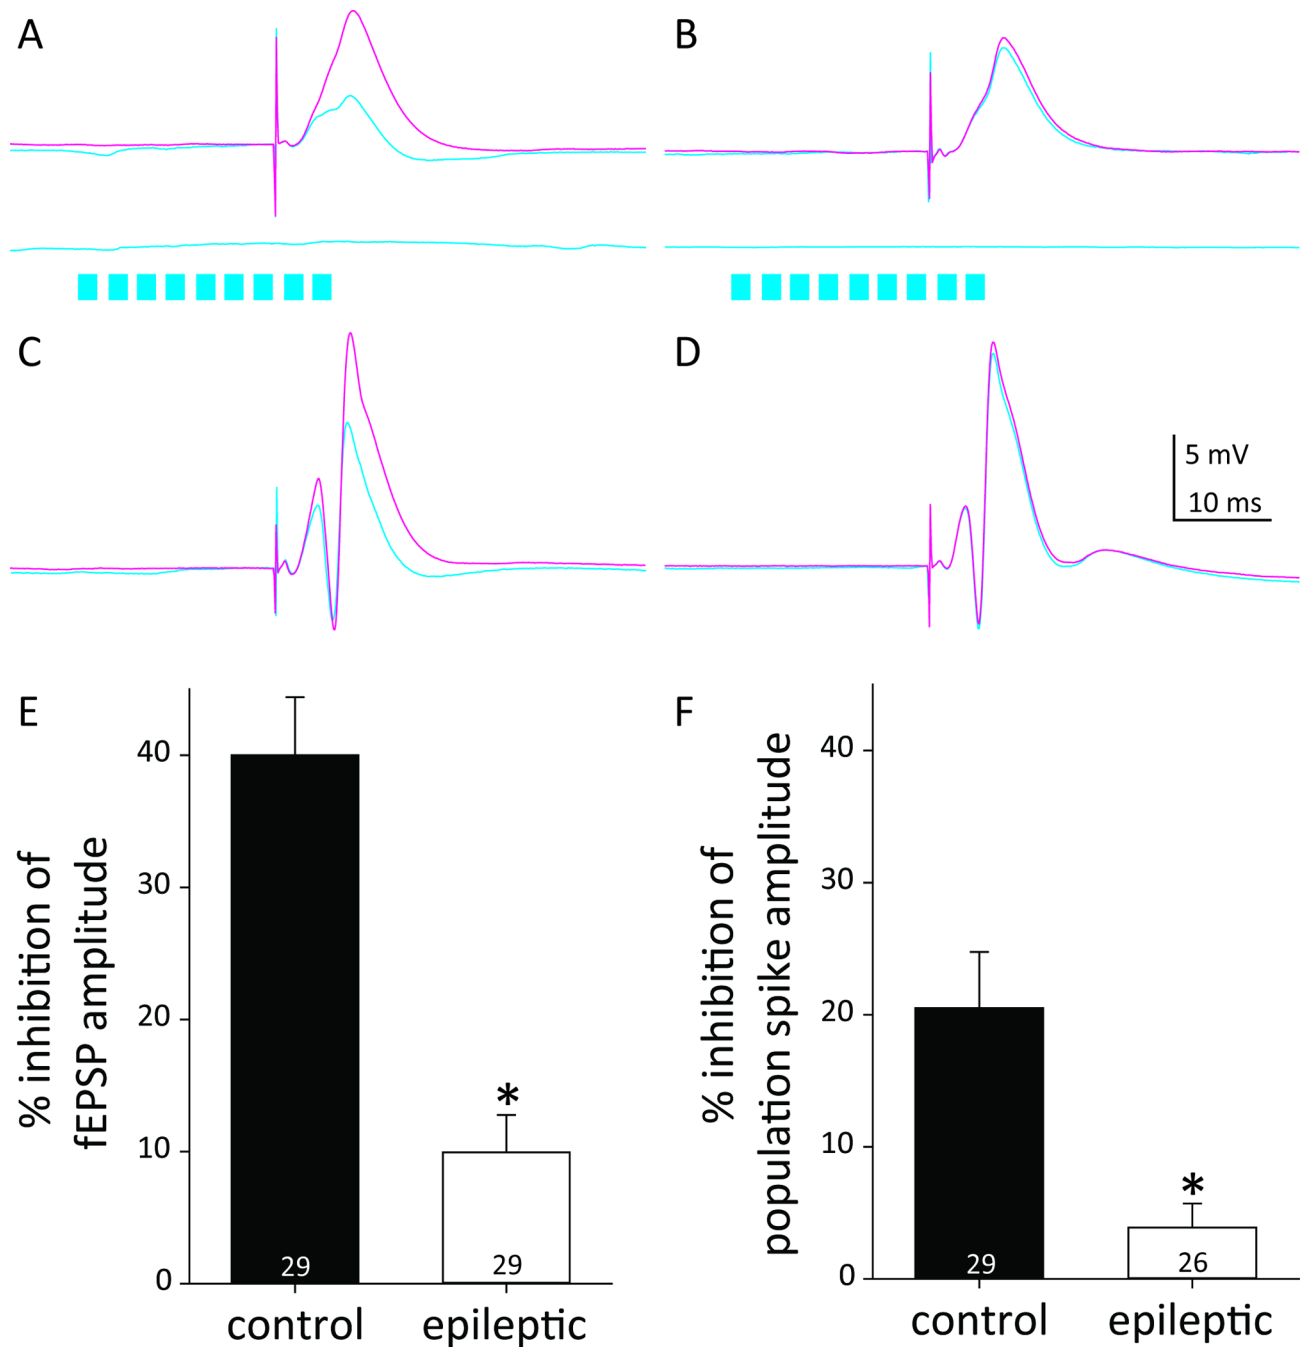 A
B
C
D
5 mV
10 ms
E
% inhibition of
fEPSP amplitude
40
30
20
10
0
*
29
29
control
epileptic
F
% inhibition of
population spike amplitude
40
30
20
10
0
*
29
26
control
epileptic